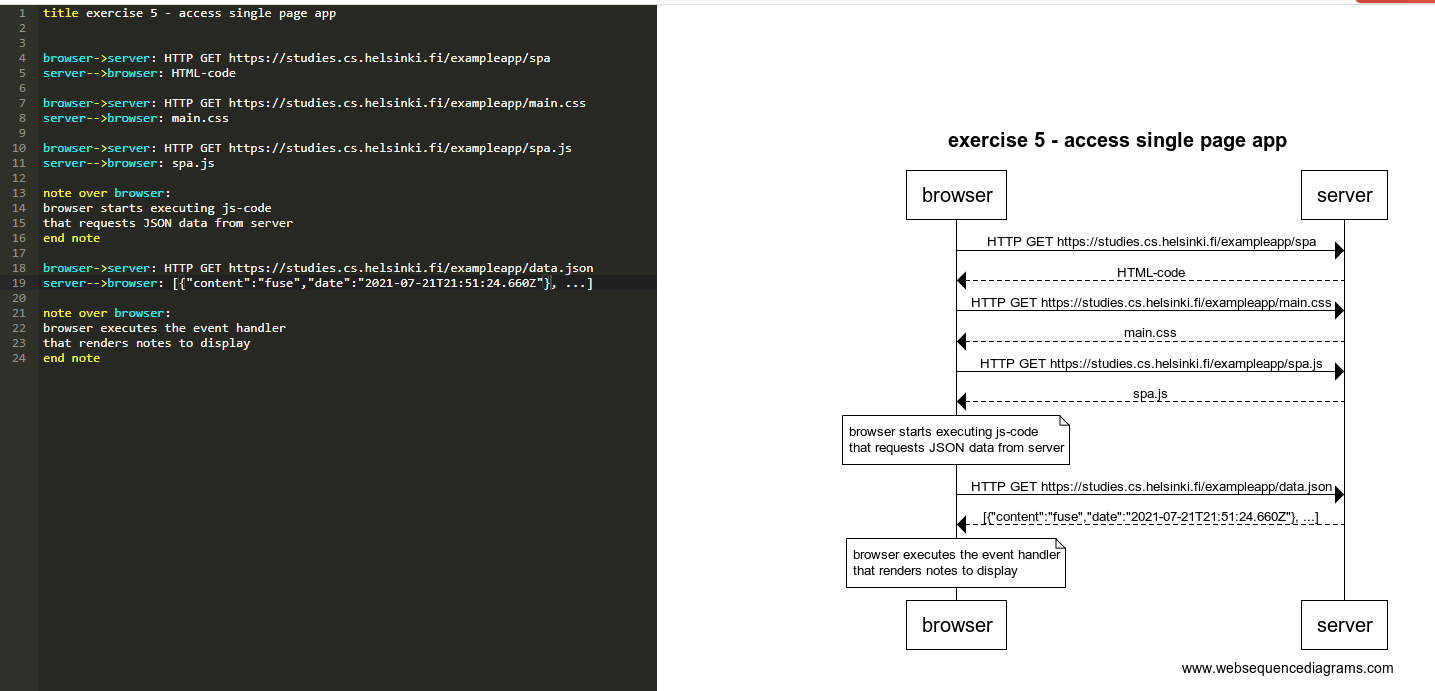 1 title exercise 5 - access single page app
2
3
4 browser->server: HTTP GET https://studies.cs.helsinki.fi/exampleapp/spa
5 server-->browser: HTML-code
6
7 browser->server: HTTP GET https://studies.cs.helsinki.fi/exampleapp/main.css
8 server-->browser: main.css
9
10 browser->server: HTTP GET https://studies.cs.helsinki.fi/exampleapp/spa.js
11 server-->browser: spa.js
12
13 note over browser:
14 browser starts executing js-code
15 that requests JSON data from server
16 end note
17
18 browser->server: HTTP GET https://studies.cs.helsinki.fi/exampleapp/data.json
19 server-->browser: [{"content":"fuse","date":"2021-07-21T21:51:24.660Z"}, ...]
20
21 note over browser:
22 browser executes the event handler
23 that renders notes to display
24 end note
exercise 5 - access single page app
browser server
HTTP GET https://studies.cs.helsinki.fi/exampleapp/spa
HTML-code
HTTP GET https://studies.cs.helsinki.fi/exampleapp/main.css
main.css
HTTP GET https://studies.cs.helsinki.fi/exampleapp/spa.js
spa.js
browser starts executing js-code
that requests JSON data from server
HTTP GET https://studies.cs.helsinki.fi/exampleapp/data.json
[{"content":"fuse","date":"2021-07-21T21:51:24.660Z"}, ...]
browser executes the event handler
that renders notes to display
browser server
www.websequencediagrams.com